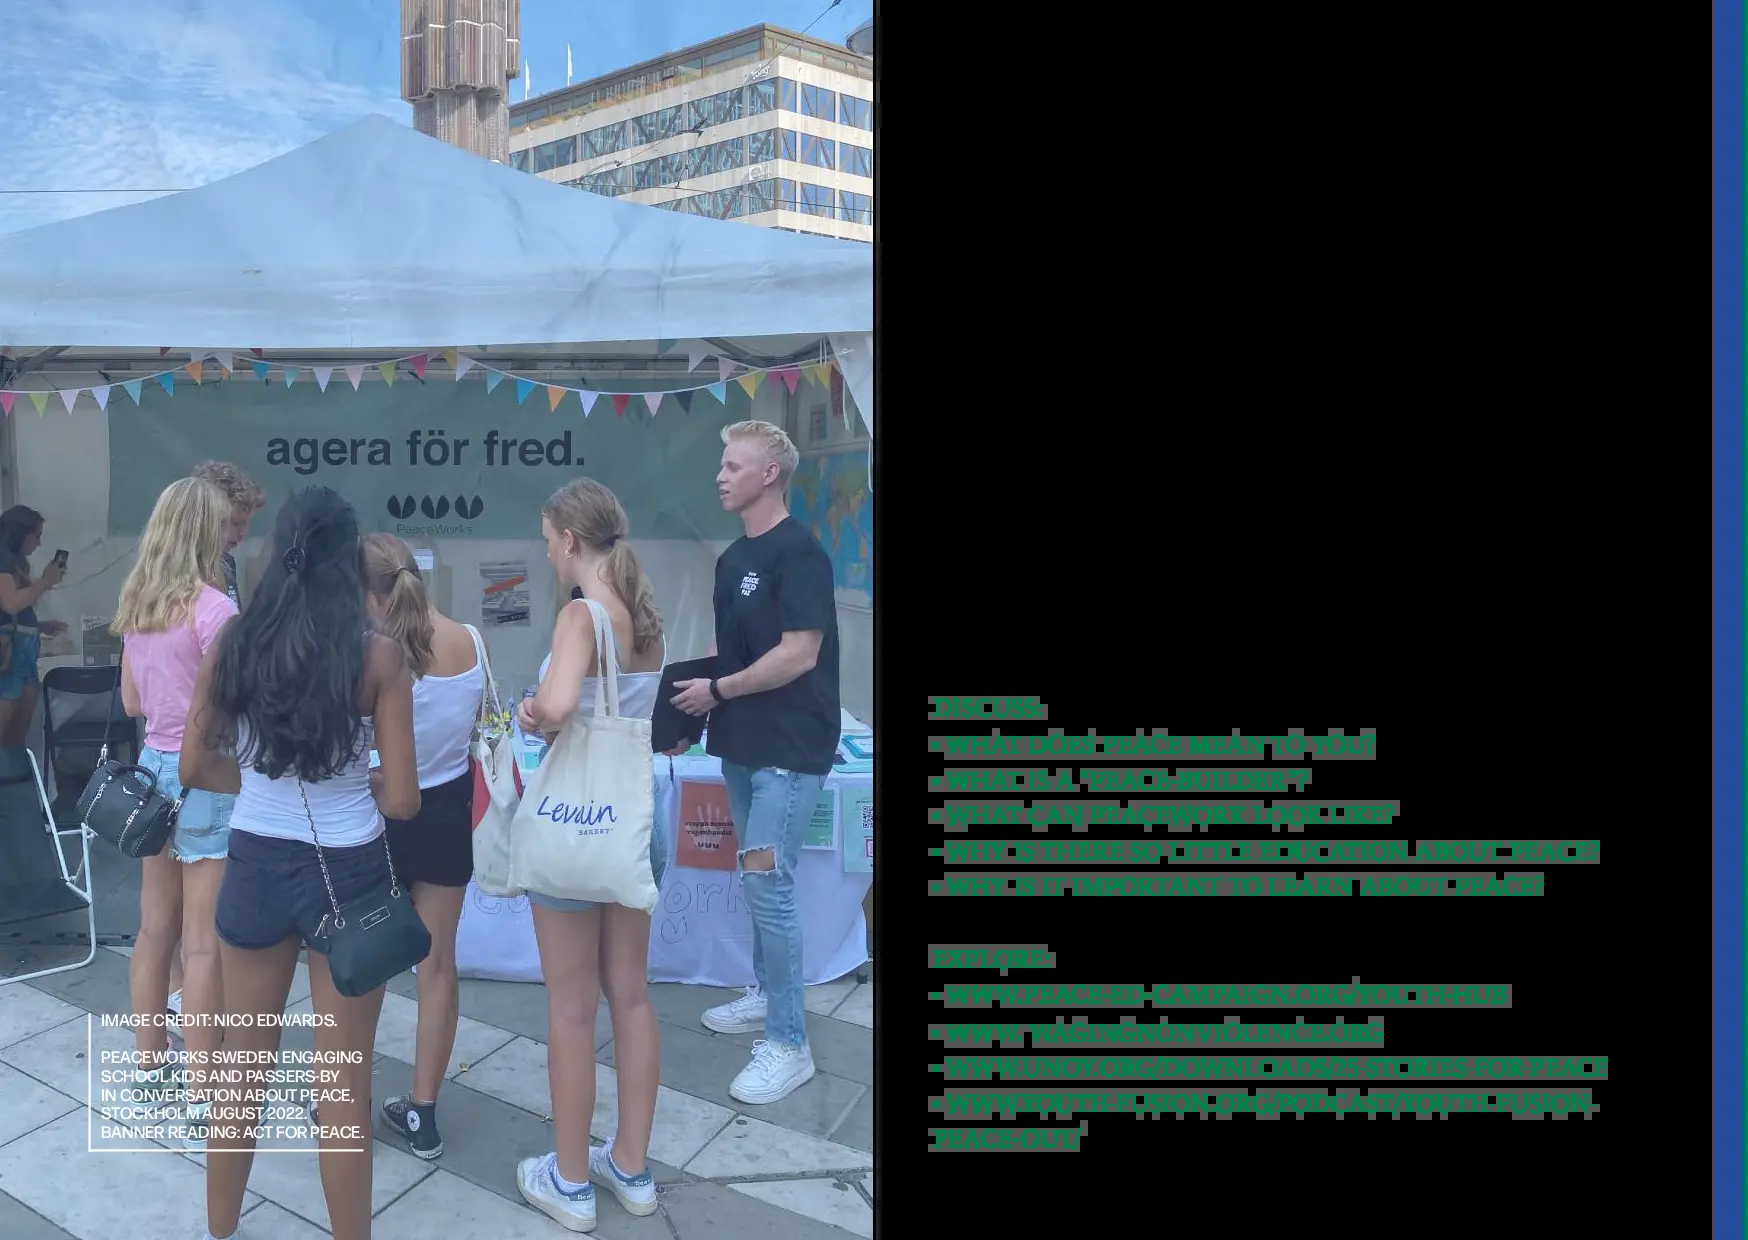 agera för fred.
PeaceWorks
PEACE
FRED
PAX
Levain
BAKERY
IMAGE CREDIT: NICO EDWARDS.
PEACEWORKS SWEDEN ENGAGING
SCHOOL KIDS AND PASSERS-BY
IN CONVERSATION ABOUT PEACE,
STOCKHOLM AUGUST 2022.
BANNER READING: ACT FOR PEACE.
DISCUSS:
• WHAT DOES PEACE MEAN TO YOU?
• WHAT IS A "PEACE-BUILDER"?
• WHAT CAN PEACEWORK LOOK LIKE?
• WHY IS THERE SO LITTLE EDUCATION ABOUT PEACE?
• WHY IS IT IMPORTANT TO LEARN ABOUT PEACE?
EXPLORE:
• WWW.PEACE-ED-CAMPAIGN.ORG/YOUTH-HUB
• WWW. WAGINGNONVIOLENCE.ORG
• WWW.UNOY.ORG/DOWNLOADS/25-STORIES-FOR-PEACE
• WWW.YOUTH-FUSION.ORG/PODCAST/YOUTH-FUSION-
PEACE-OUT/